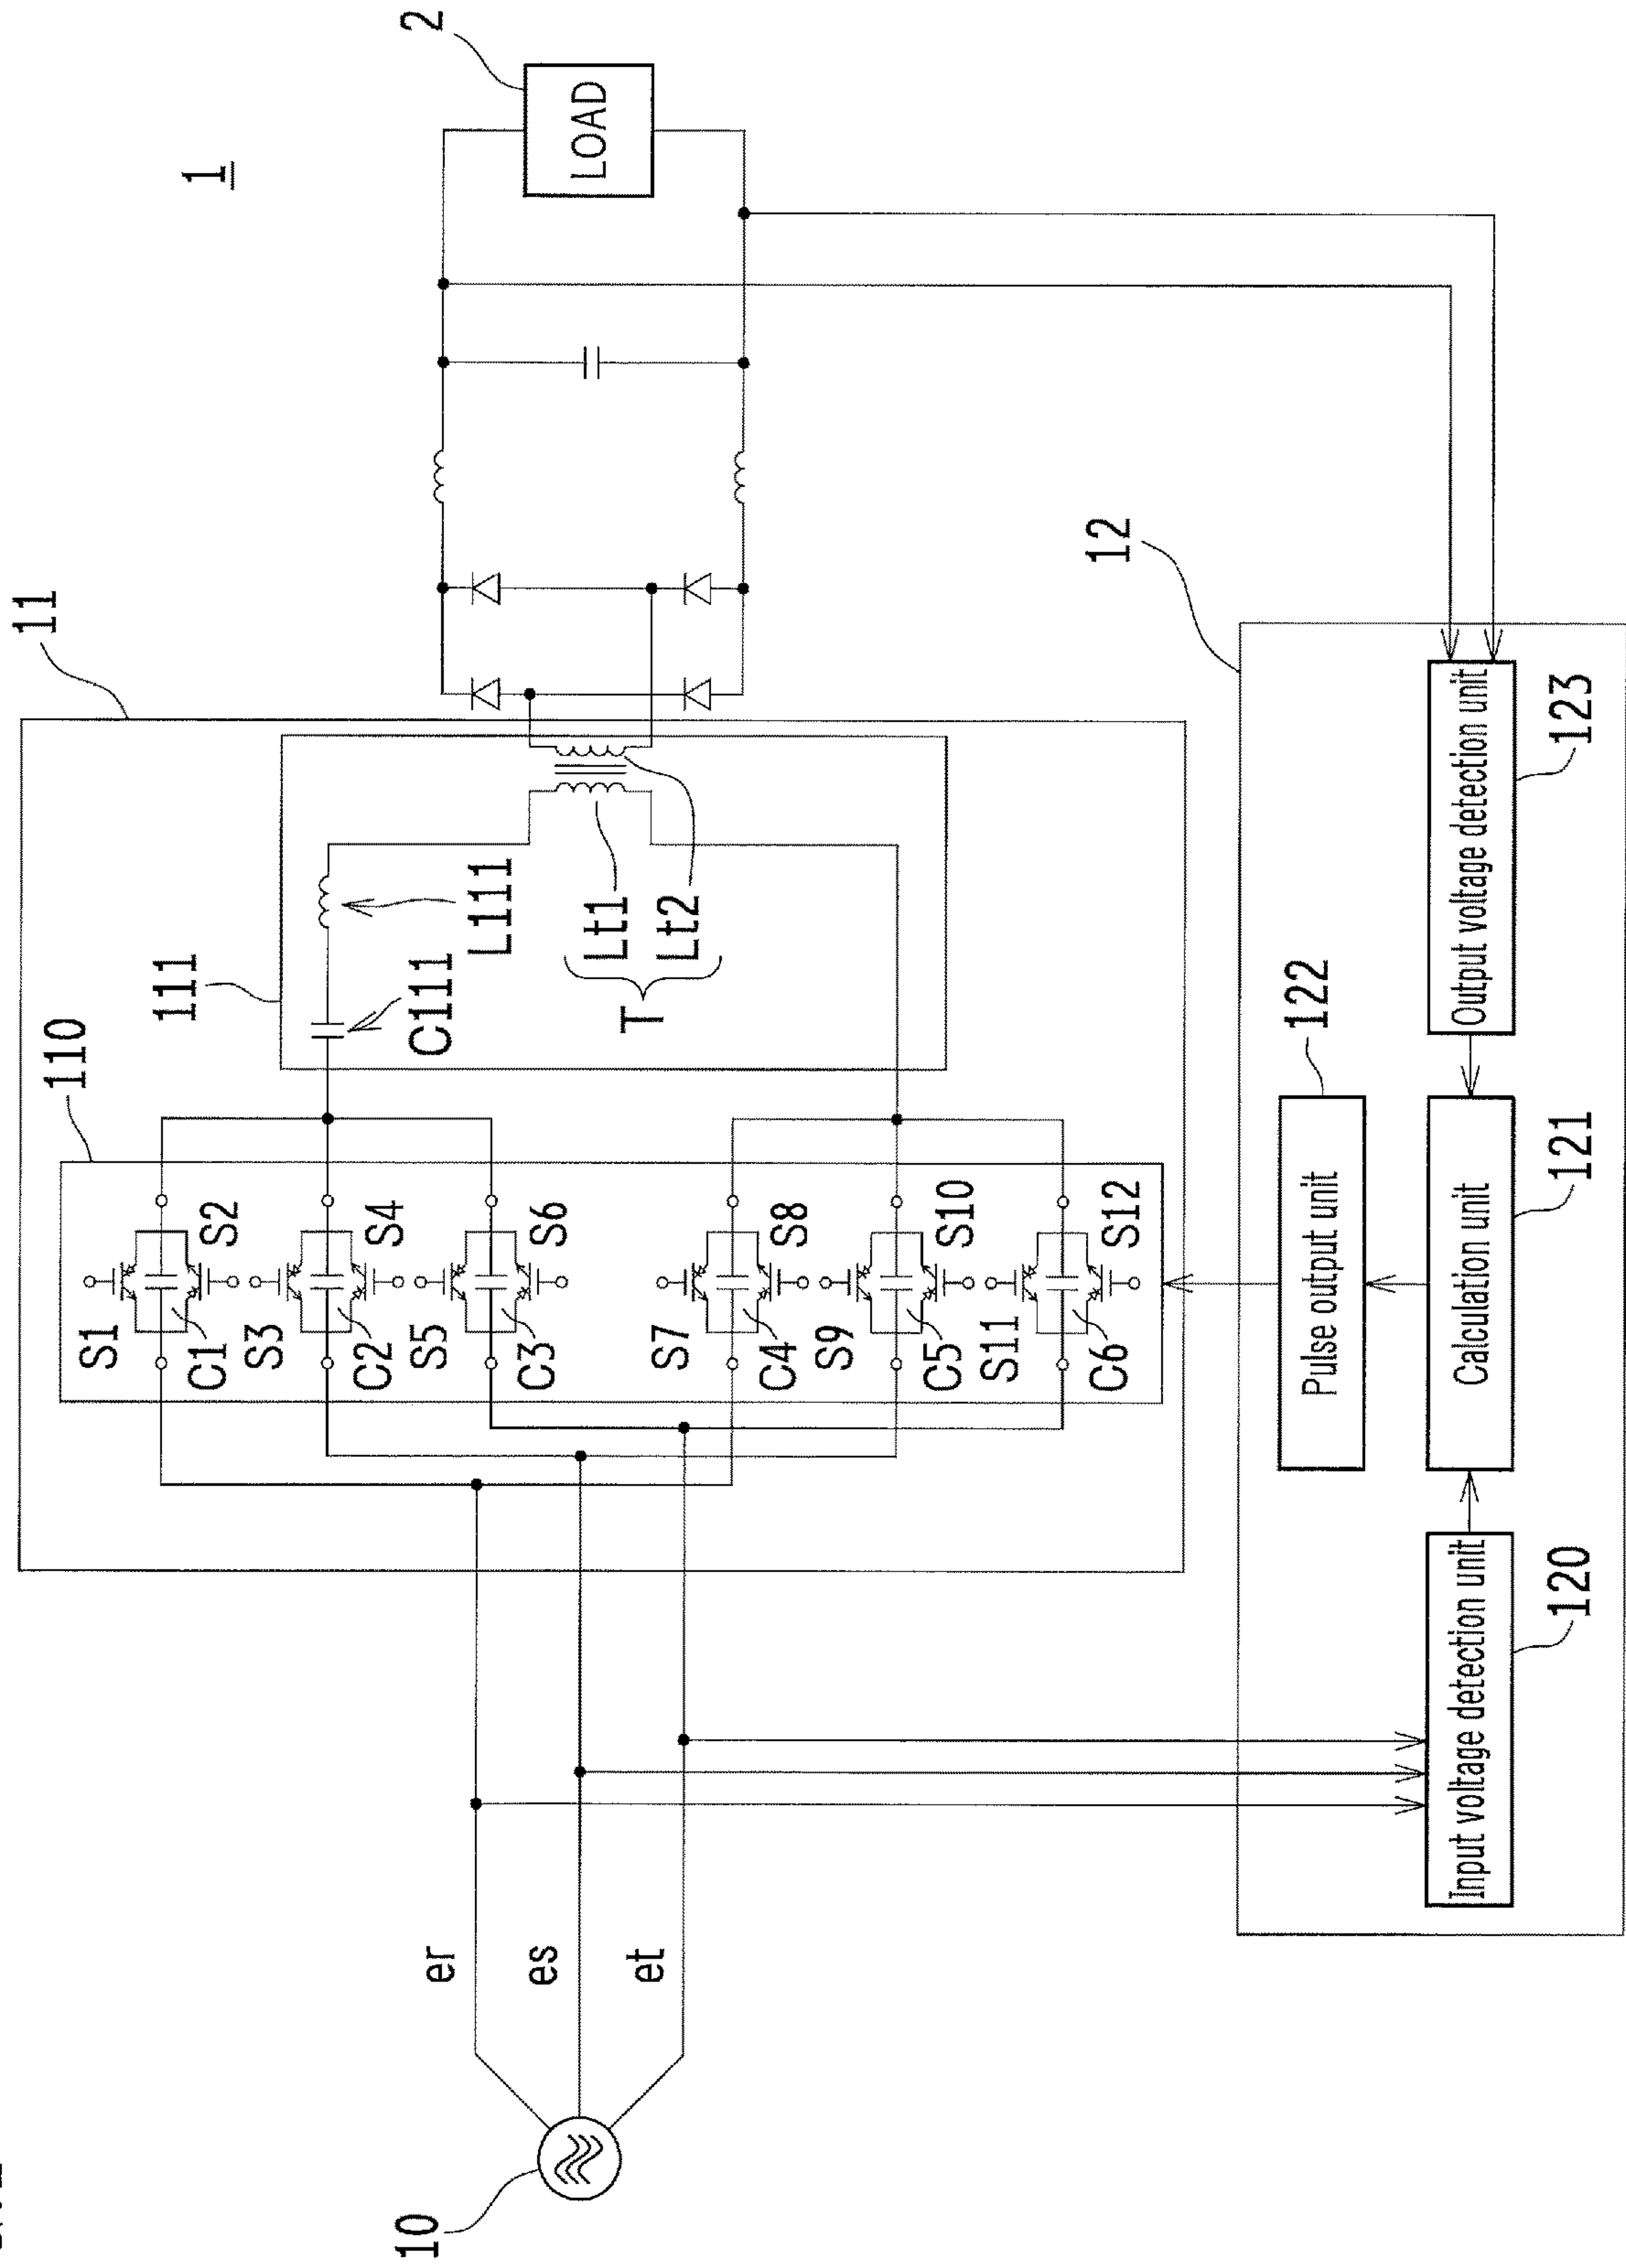 1
11
110
111
S1
S2
C1
S3
S4
C2
S5
S6
C3
S7
S8
C4
S9
S10
C5
S11
S12
C6
C111
L111
T
Lt1
Lt2
2
LOAD
10
er
es
et
12
Pulse output unit
122
Input voltage detection unit
120
Calculation unit
121
Output voltage detection unit
123